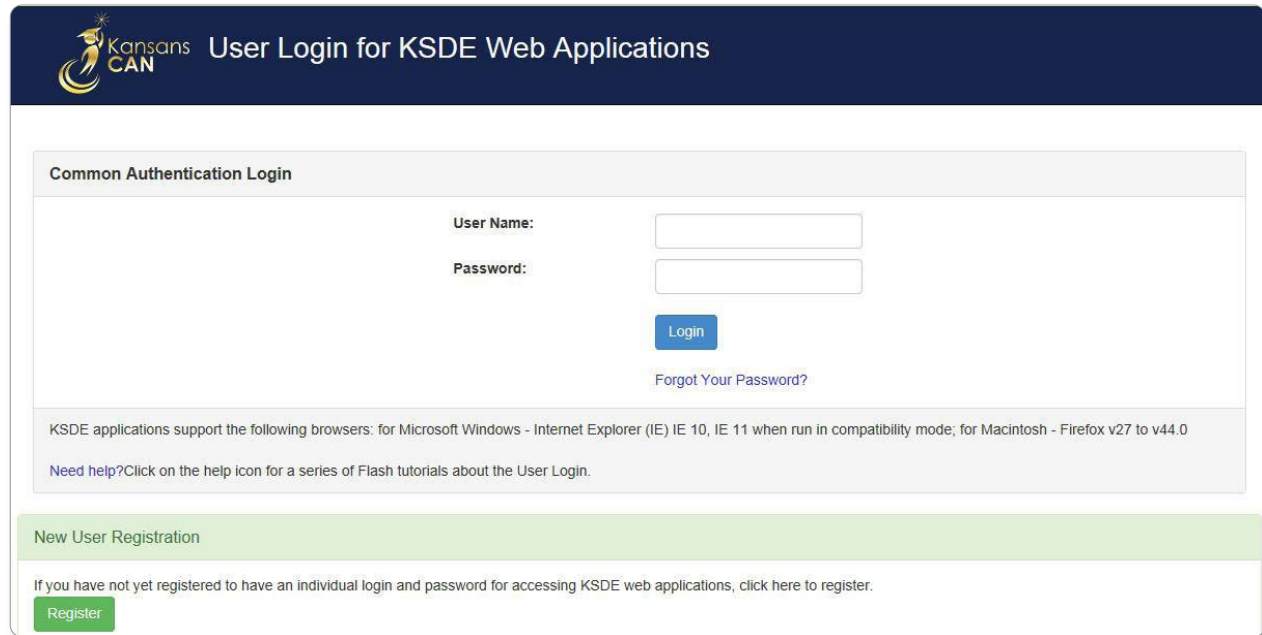 Kansans
CAN
User Login for KSDE Web Applications
Common Authentication Login
User Name:
Password:
Login
Forgot Your Password?
KSDE applications support the following browsers: for Microsoft Windows - Internet Explorer (IE) IE 10, IE 11 when run in compatibility mode; for Macintosh - Firefox v27 to v44.0
Need help?Click on the help icon for a series of Flash tutorials about the User Login.
New User Registration
If you have not yet registered to have an individual login and password for accessing KSDE web applications, click here to register.
Register